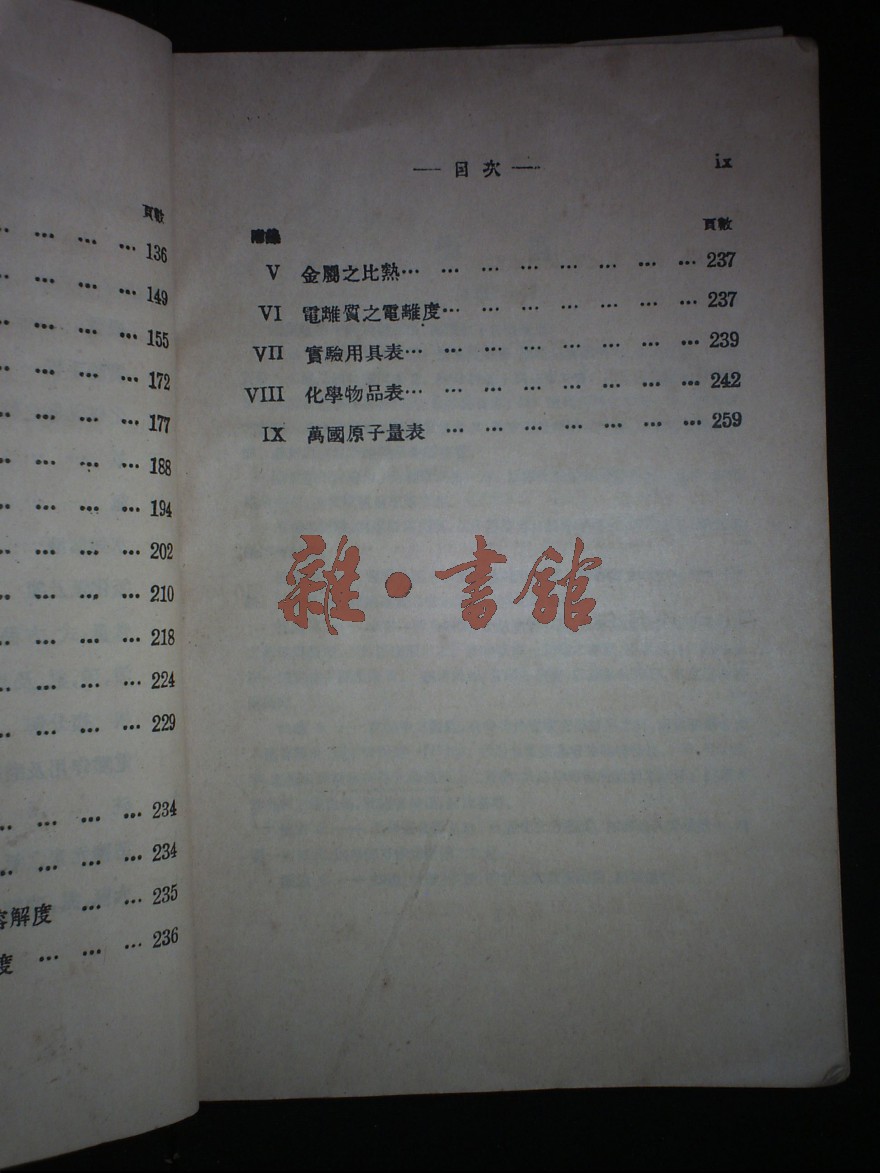 頁數
… … … … 136
… … … … 149
… … … … 155
… … … … 172
… … … … 177
… … … … 188
… … … … 194
… … … … 202
… … … … 210
… … … … 218
… … … … 224
… … … … 229
… … … … 234
… … … … 234
解度 … … … 235
度 … … … … 236
— 目次 — ix
附錄 頁數
V 金屬之比熱… … … … … … … … 237
VI 電離質之電離度… … … … … … … 237
VII 實驗用具表… … … … … … … … 239
VIII 化學物品表… … … … … … … … 242
IX 萬國原子量表 … … … … … … … 259
雜·書館